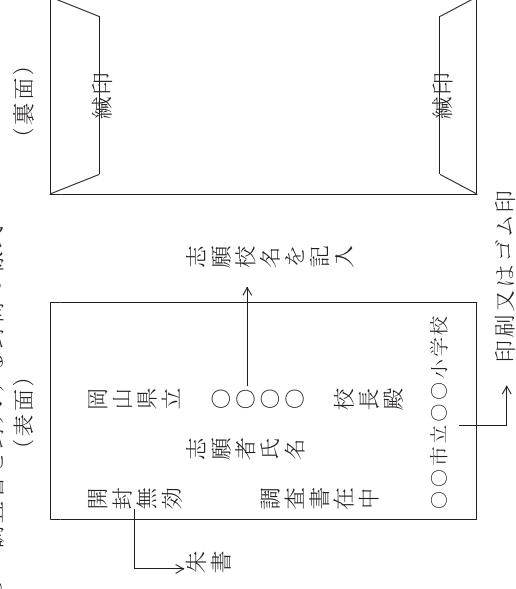 (表面)
岡山県立　○○○○　校長殿
志願者氏名
開封無効　調査書在中
○○市立○○小学校
朱書
志願校名を記入
印刷又はゴム印
(裏面)
緘印
緘印